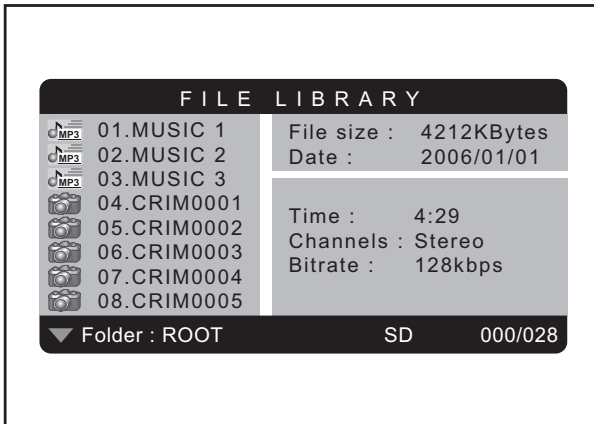 FILE LIBRARY
MP3 01.MUSIC 1
MP3 02.MUSIC 2
MP3 03.MUSIC 3
04.CRIM0001
05.CRIM0002
06.CRIM0003
07.CRIM0004
08.CRIM0005
File size : 4212KBytes
Date : 2006/01/01
Time : 4:29
Channels : Stereo
Bitrate : 128kbps
Folder : ROOT SD 000/028